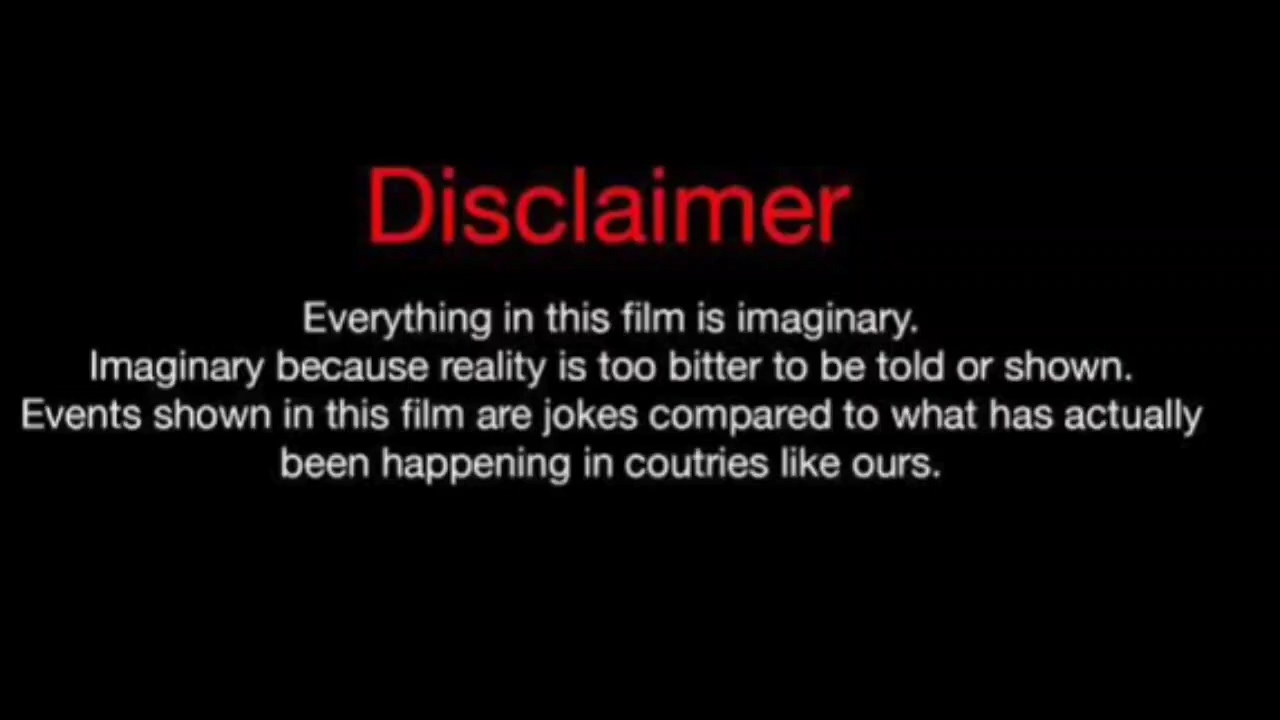 Disclaimer
Everything in this film is imaginary.
Imaginary because reality is too bitter to be told or shown.
Events shown in this film are jokes compared to what has actually
been happening in coutries like ours.